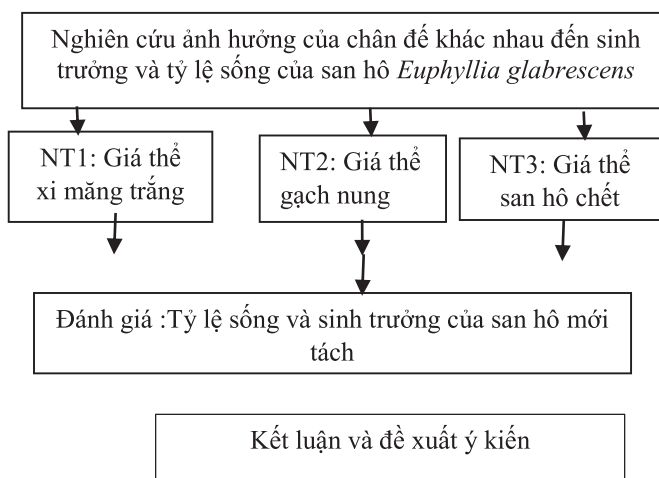 Nghiên cứu ảnh hưởng của chân đế khác nhau đến sinh
trưởng và tỷ lệ sống của san hô Euphyllia glabrescens
NT1: Giá thể
xi măng trắng
NT2: Giá thể
gạch nung
NT3: Giá thể
san hô chết
Đánh giá :Tỷ lệ sống và sinh trưởng của san hô mới
tách
Kết luận và đề xuất ý kiến